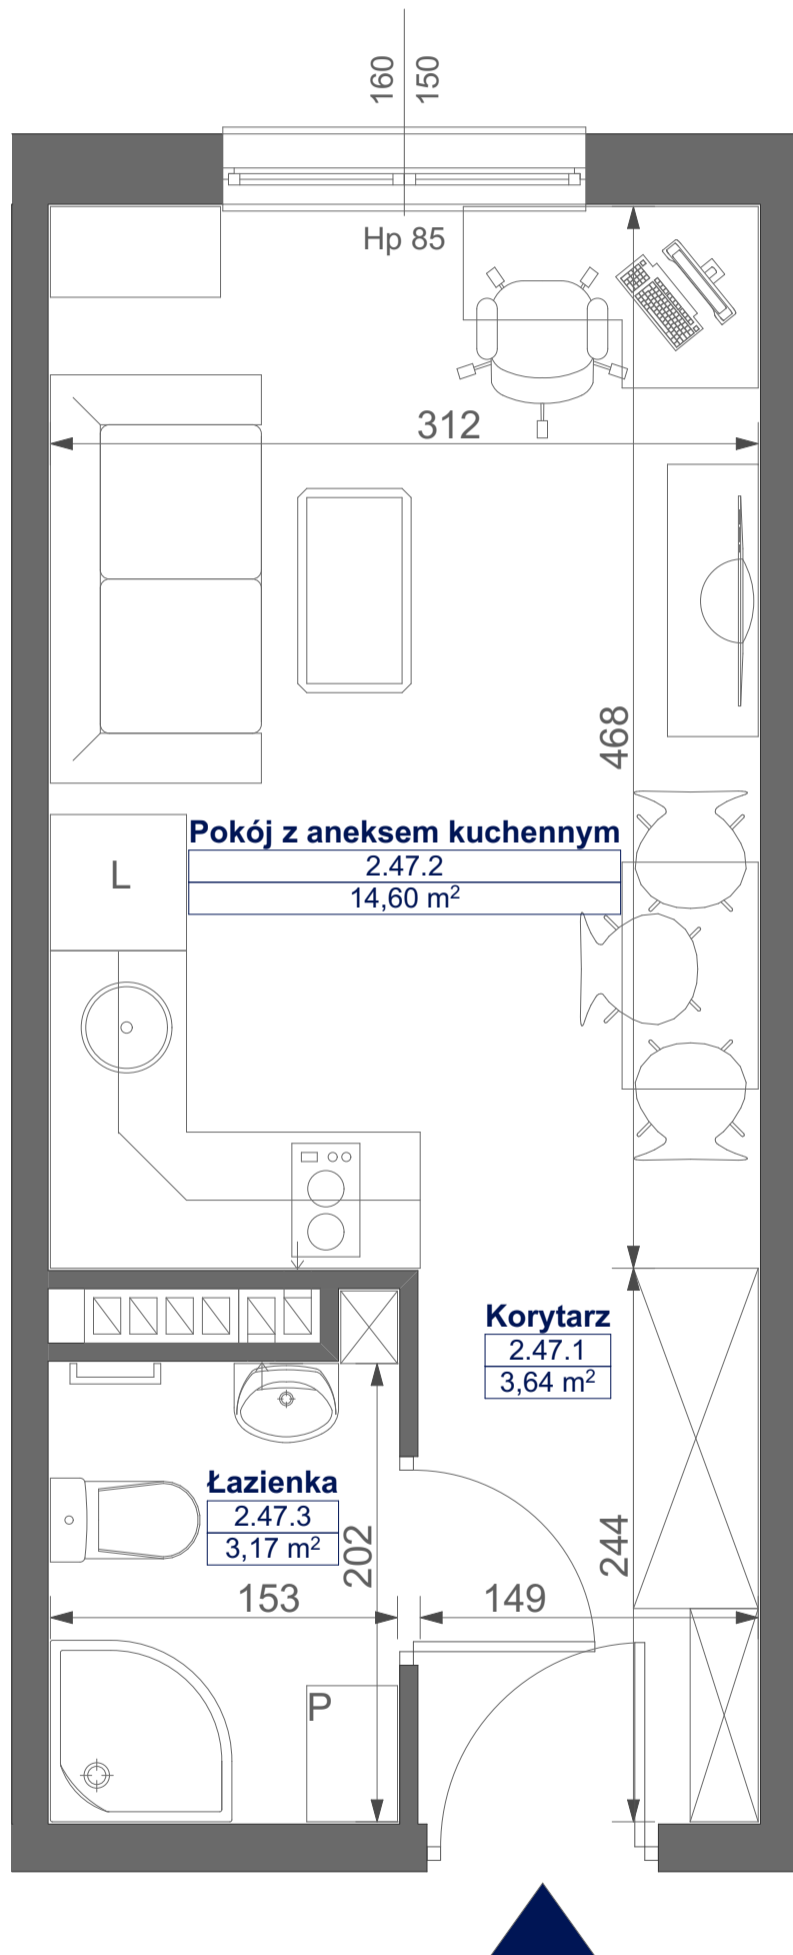 160
150
Hp 85
312
468
Pokój z aneksem kuchennym
2.47.2
14,60 m²
L
Korytarz
2.47.1
3,64 m²
Łazienka
2.47.3
3,17 m²
202
244
153
149
P